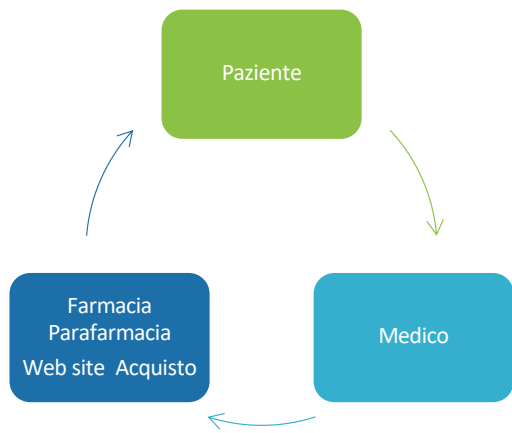 Paziente
Farmacia
Parafarmacia
Web site  Acquisto
Medico